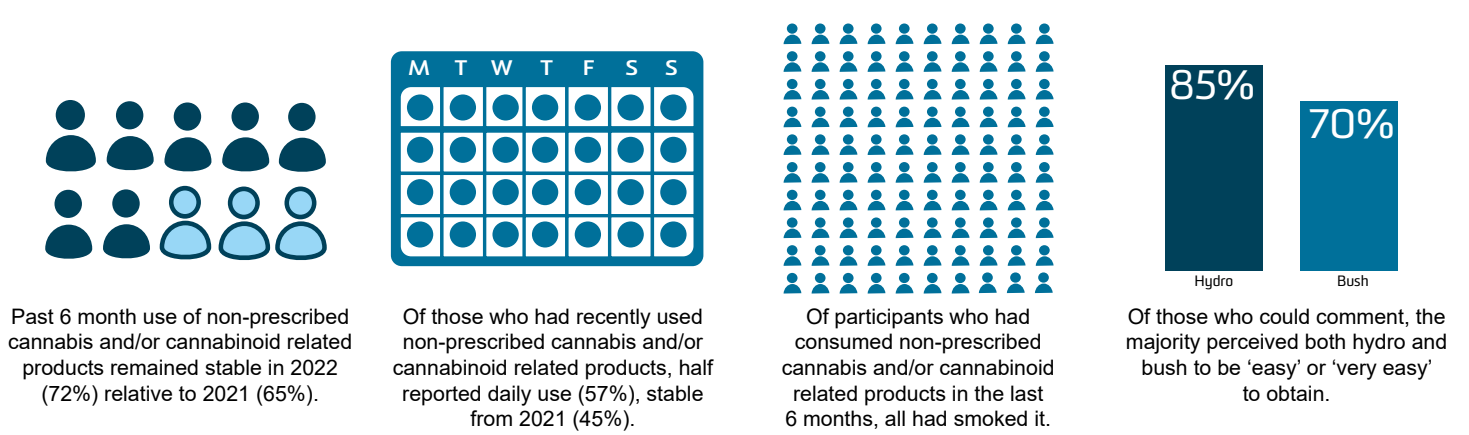 M T W T F S S
85%
70%
Hydro
Bush
Past 6 month use of non-prescribed
cannabis and/or cannabinoid related
products remained stable in 2022
(72%) relative to 2021 (65%).
Of those who had recently used
non-prescribed cannabis and/or
cannabinoid related products, half
reported daily use (57%), stable
from 2021 (45%).
Of participants who had
consumed non-prescribed
cannabis and/or cannabinoid
related products in the last
6 months, all had smoked it.
Of those who could comment, the
majority perceived both hydro and
bush to be ‘easy’ or ‘very easy’
to obtain.